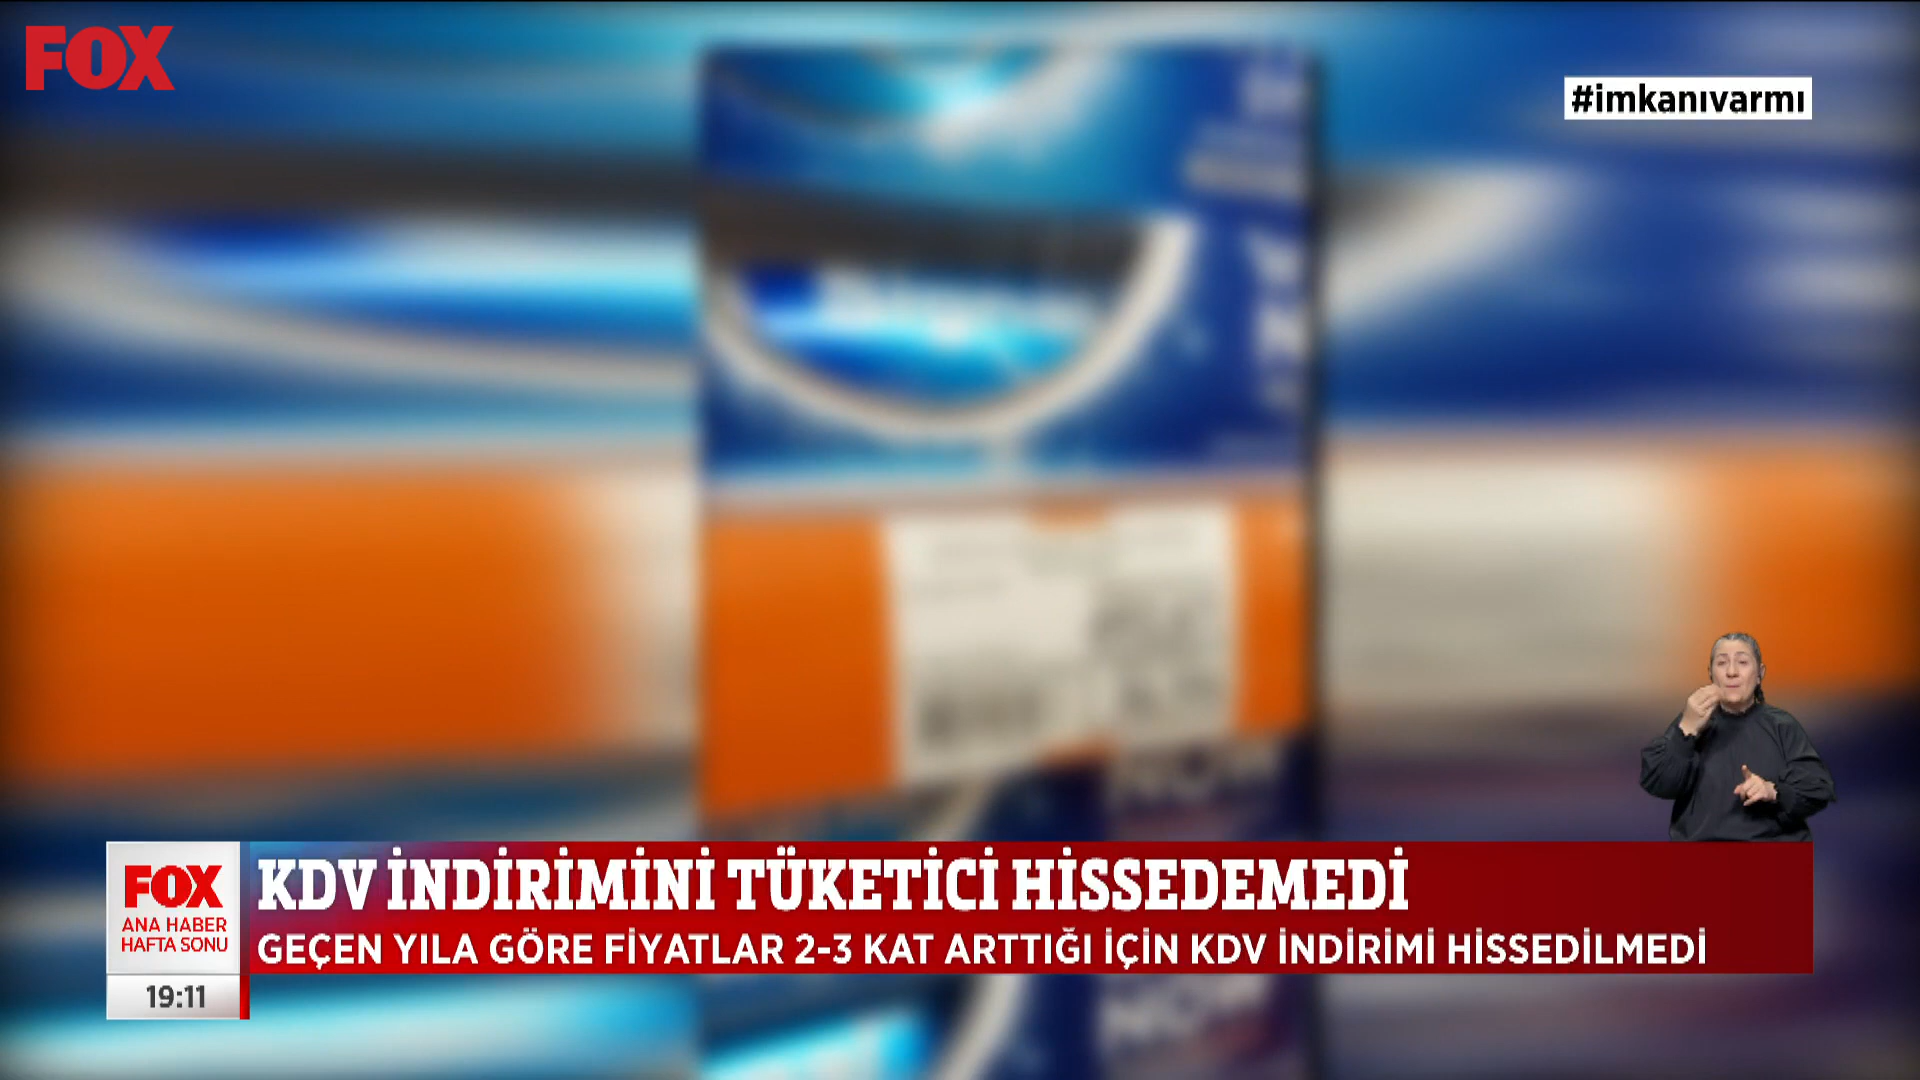 FOX
#imkanıvarmı
FOX
ANA HABER
HAFTA SONU
19:11
KDV İNDİRİMİNİ TÜKETİCİ HİSSEDEMEDİ
GEÇEN YILA GÖRE FİYATLAR 2-3 KAT ARTTIĞI İÇİN KDV İNDİRİMİ HİSSEDİLMEDİ